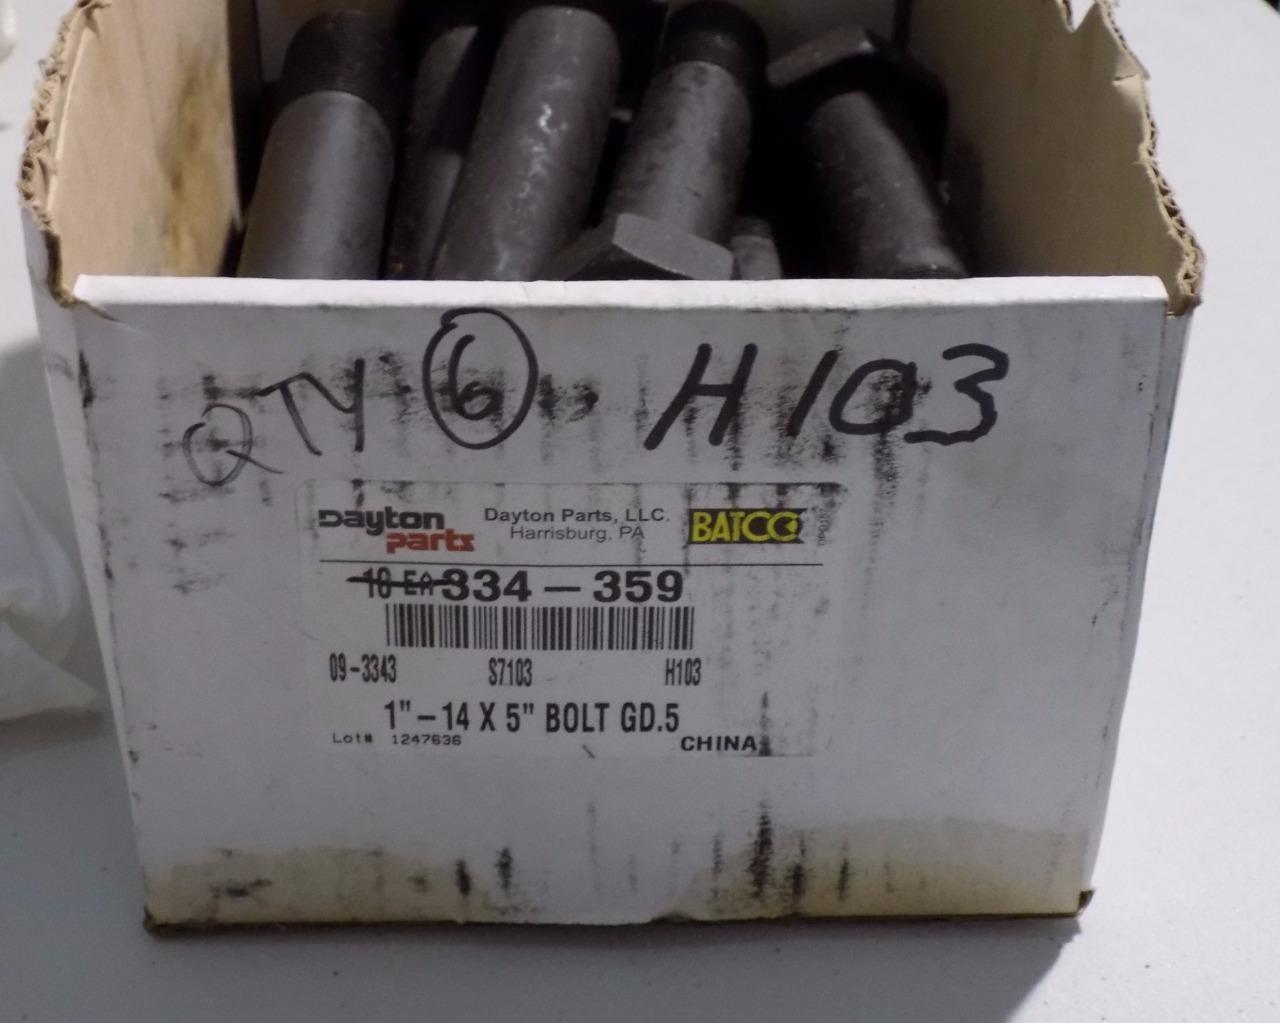 QTY 6 H103
Dayton parts Dayton Parts, LLC. Harrisburg, PA BATCO
10 EA 334-359
09-3343 S7103 H103
1"-14 X 5" BOLT GD.5
Lot# 1247636 CHINA